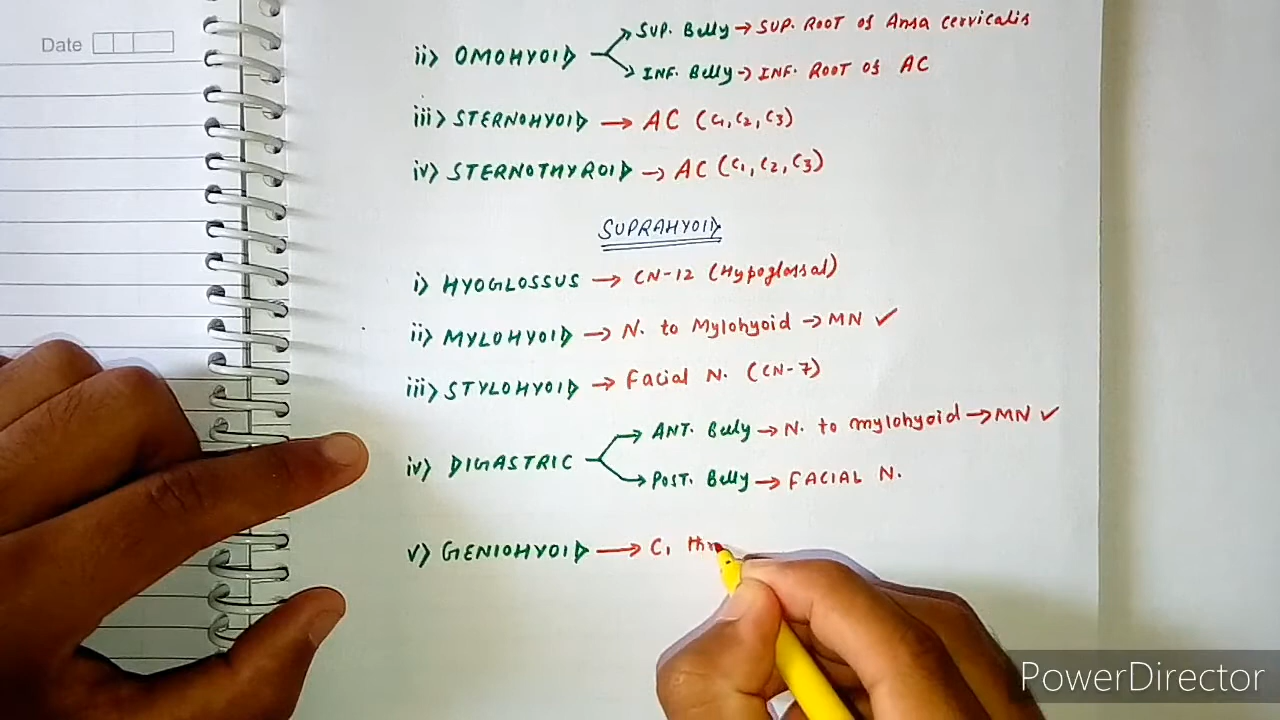 Date
ii) OMOHYOID → SUP. Belly → SUP. ROOT of Ansa cervicalis
→ INF. Belly → INF. ROOT of AC
iii) STERNOHYOID → AC (C1, C2, C3)
iv) STERNOTHYROID → AC (C1, C2, C3)
SUPRAHYOID
i) HYOGLOSSUS → CN-12 (Hypoglossal)
ii) MYLOHYOID → N. to Mylohyoid → MN ✓
iii) STYLOHYOID → Facial N. (CN-7)
iv) DIGASTRIC → ANT. Belly → N. to mylohyoid → MN ✓
→ POST. Belly → FACIAL N.
v) GENIOHYOID → C1
PowerDirector